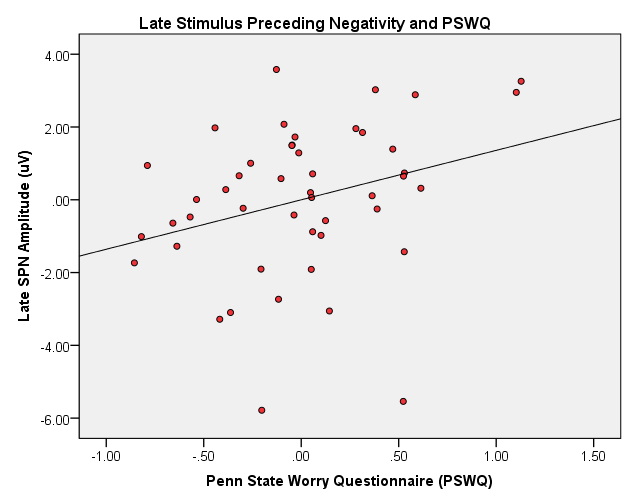 Late Stimulus Preceding Negativity and PSWQ
Late SPN Amplitude (uV)
4.00
2.00
.00
-2.00
-4.00
-6.00
-1.00 -.50 .00 .50 1.00 1.50
Penn State Worry Questionnaire (PSWQ)